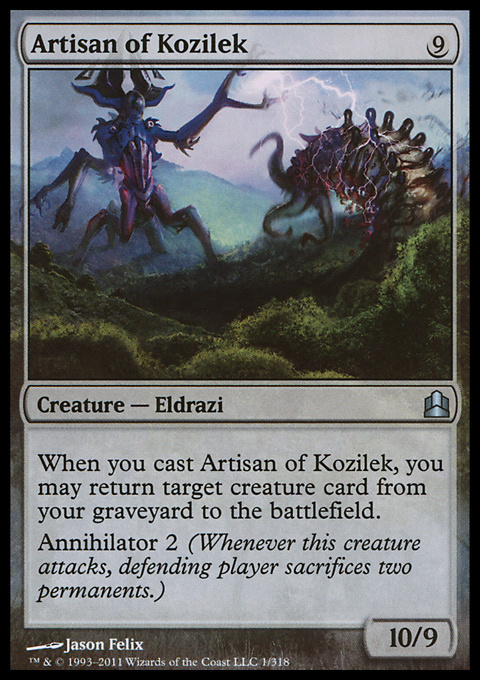 Artisan of Kozilek 9
Creature — Eldrazi
When you cast Artisan of Kozilek, you
may return target creature card from
your graveyard to the battlefield.
Annihilator 2 (Whenever this creature
attacks, defending player sacrifices two
permanents.)
Jason Felix
10/9
™ & © 1993–2011 Wizards of the Coast LLC 1/318